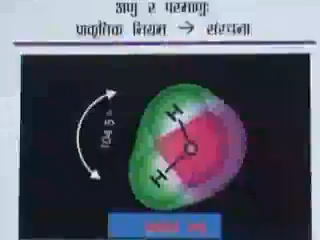 अणु र परमाणुः
प्राकृतिक नियम → संरचना
104.5°
H
O
H